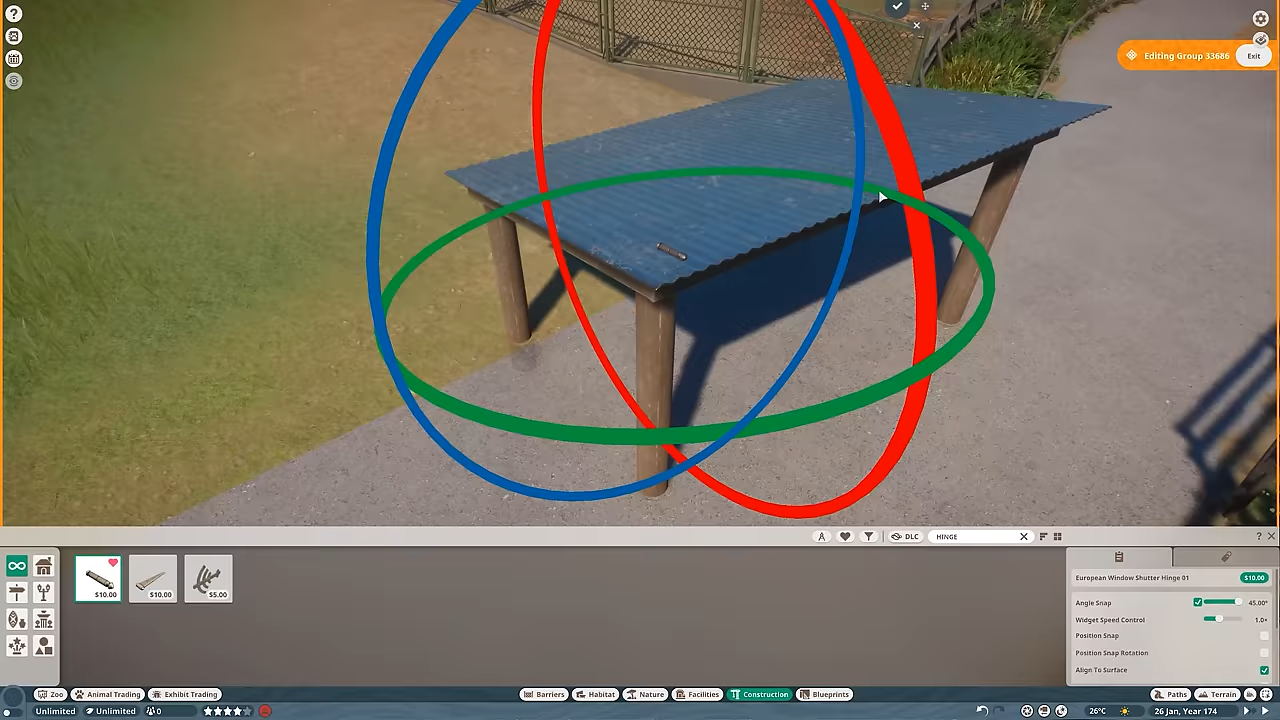 ?
Editing Group 33686
Exit
DLC
HINGE
?
$10.00
$10.00
$5.00
European Window Shutter Hinge 01
$10.00
Angle Snap
45.00°
Widget Speed Control
1.0×
Position Snap
Position Snap Rotation
Align To Surface
Zoo
Animal Trading
Exhibit Trading
Barriers
Habitat
Nature
Facilities
Construction
Blueprints
Paths
Terrain
Unlimited
Unlimited
0
26°C
26 Jan, Year 174